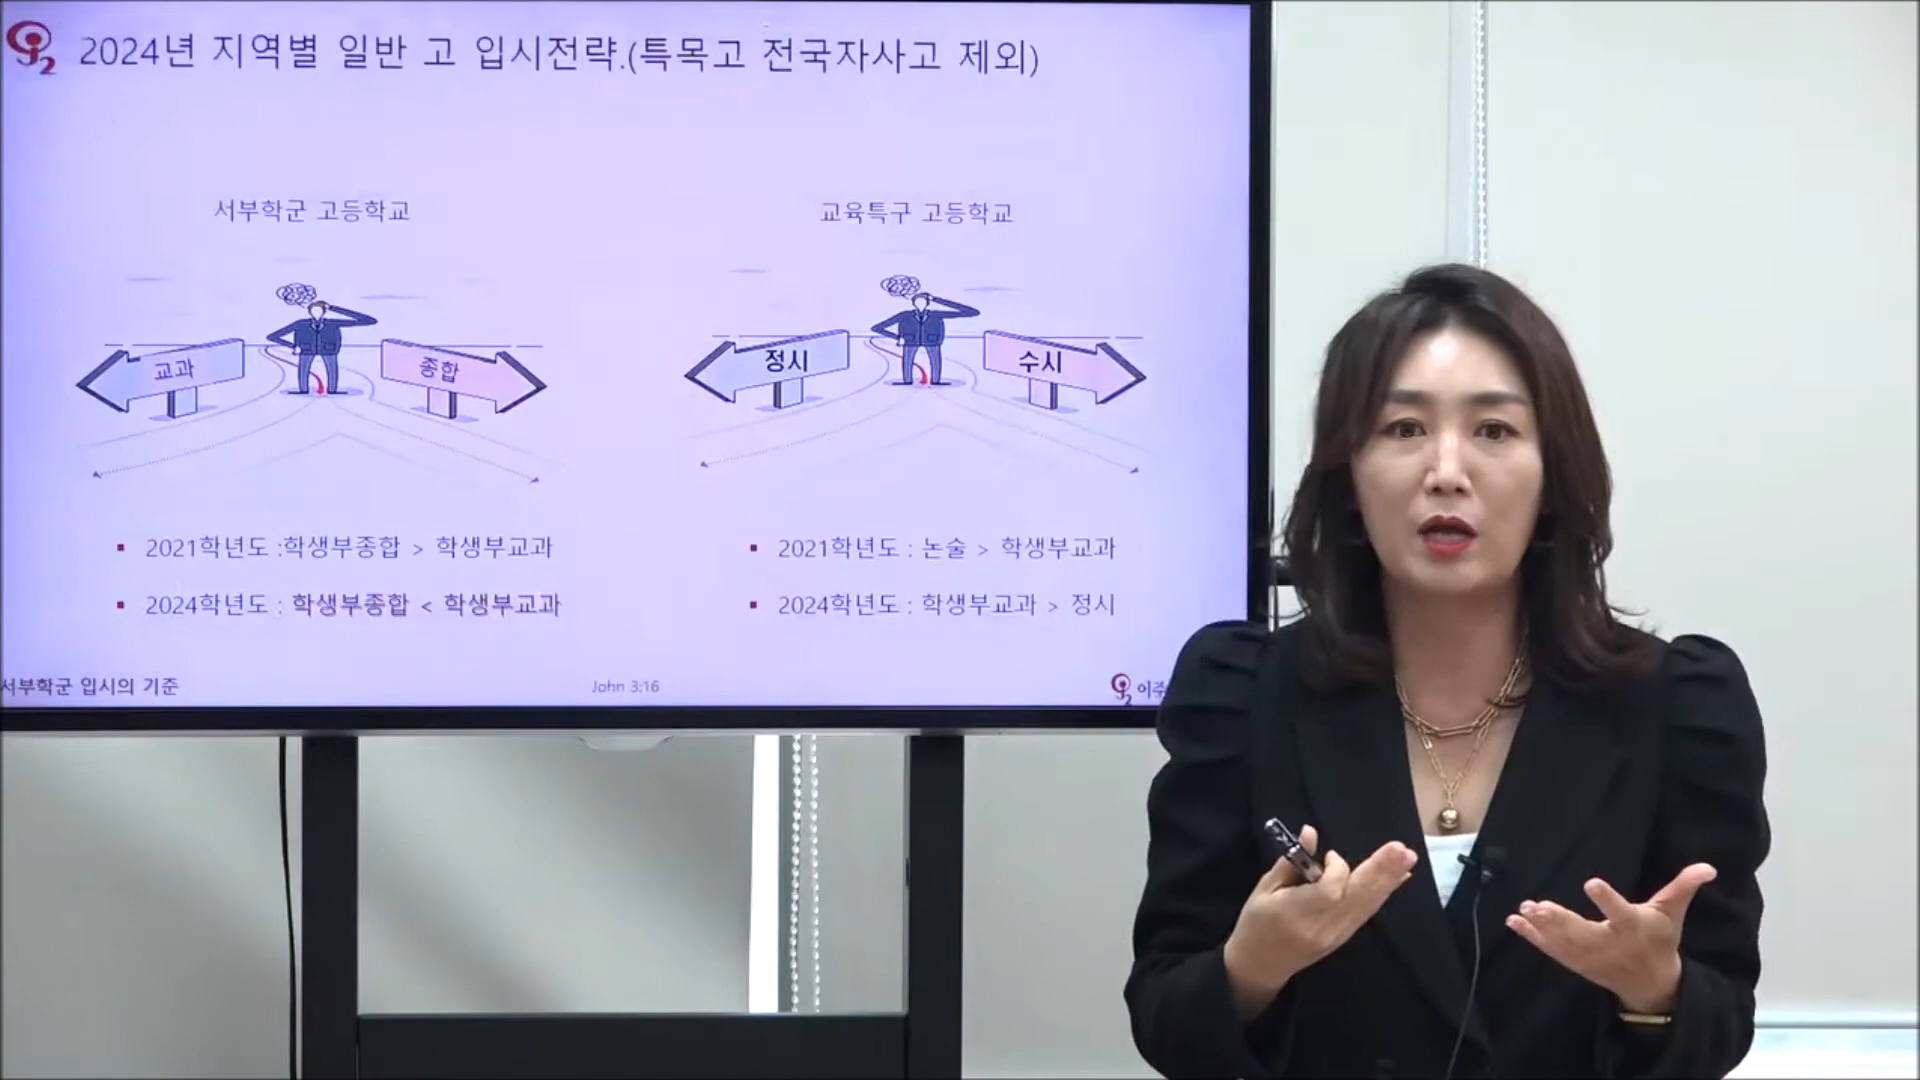 2024년 지역별 일반 고 입시전략.(특목고 전국자사고 제외)
서부학군 고등학교
교육특구 고등학교
교과
종합
정시
수시
▪ 2021학년도 :학생부종합 > 학생부교과
▪ 2024학년도 : 학생부종합 < 학생부교과
▪ 2021학년도 : 논술 > 학생부교과
▪ 2024학년도 : 학생부교과 > 정시
서부학군 입시의 기준
John 3:16